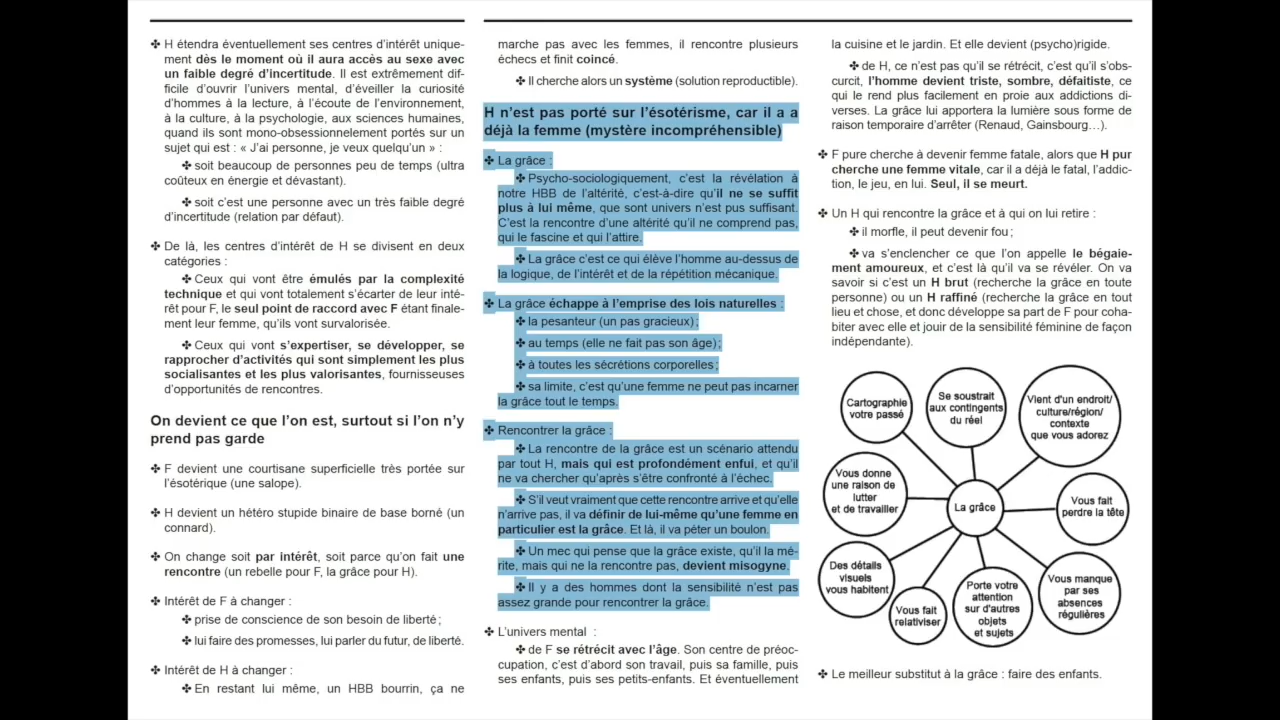 ✤ H étendra éventuellement ses centres d'intérêt unique-
ment dès le moment où il aura accès au sexe avec
un faible degré d'incertitude. Il est extrêmement dif-
ficile d'ouvrir l'univers mental, d'éveiller la curiosité
d'hommes à la lecture, à l'écoute de l'environnement,
à la culture, à la psychologie, aux sciences humaines,
quand ils sont mono-obsessionnelement portés sur un
sujet qui est : « J'ai personne, je veux quelqu'un » :
✤ soit beaucoup de personnes peu de temps (ultra
coûteux en énergie et dévastant).
✤ soit c'est une personne avec un très faible degré
d'incertitude (relation par défaut).
✤ De là, les centres d'intérêt de H se divisent en deux
catégories :
✤ Ceux qui vont être émulés par la complexité
technique et qui vont totalement s'écarter de leur inté-
rêt pour F, le seul point de raccord avec F étant finale-
ment leur femme, qu'ils vont survalorisée.
✤ Ceux qui vont s'expertiser, se développer, se
rapprocher d'activités qui sont simplement les plus
socialisantes et les plus valorisantes, fournisseuses
d'opportunités de rencontres.
On devient ce que l'on est, surtout si l'on n'y
prend pas garde
✤ F devient une courtisane superficielle très portée sur
l'ésotérique (une salope).
✤ H devient un hétéro stupide binaire de base borné (un
connard).
✤ On change soit par intérêt, soit parce qu'on fait une
rencontre (un rebelle pour F, la grâce pour H).
✤ Intérêt de F à changer :
✤ prise de conscience de son besoin de liberté ;
✤ lui faire des promesses, lui parler du futur, de liberté.
✤ Intérêt de H à changer :
✤ En restant lui même, un HBB bourrin, ça ne
marche pas avec les femmes, il rencontre plusieurs
échecs et finit coincé.
✤ Il cherche alors un système (solution reproductible).
H n'est pas porté sur l'ésotérisme, car il a a
déjà la femme (mystère incompréhensible)
✤ La grâce :
✤ Psycho-sociologiquement, c'est la révélation à
notre HBB de l'altérité, c'est-à-dire qu'il ne se suffit
plus à lui même, que sont univers n'est pus suffisant.
C'est la rencontre d'une altérité qu'il ne comprend pas,
qui le fascine et qui l'attire.
✤ La grâce c'est ce qui élève l'homme au-dessus de
la logique, de l'intérêt et de la répétition mécanique.
✤ La grâce échappe à l'emprise des lois naturelles :
✤ la pesanteur (un pas gracieux) ;
✤ au temps (elle ne fait pas son âge) ;
✤ à toutes les sécrétions corporelles ;
✤ sa limite, c'est qu'une femme ne peut pas incarner
la grâce tout le temps.
✤ Rencontrer la grâce :
✤ La rencontre de la grâce est un scénario attendu
par tout H, mais qui est profondément enfui, et qu'il
ne va chercher qu'après s'être confronté à l'échec.
✤ S'il veut vraiment que cette rencontre arrive et qu'elle
n'arrive pas, il va définir de lui-même qu'une femme en
particulier est la grâce. Et là, il va péter un boulon.
✤ Un mec qui pense que la grâce existe, qu'il la mé-
rite, mais qui ne la rencontre pas, devient misogyne.
✤ Il y a des hommes dont la sensibilité n'est pas
assez grande pour rencontrer la grâce.
✤ L'univers mental :
✤ de F se rétrécit avec l'âge. Son centre de préoc-
cupation, c'est d'abord son travail, puis sa famille, puis
ses enfants, puis ses petits-enfants. Et éventuellement
la cuisine et le jardin. Et elle devient (psycho)rigide.
✤ de H, ce n'est pas qu'il se rétrécit, c'est qu'il s'obs-
curcit, l'homme devient triste, sombre, défaitiste, ce
qui le rend plus facilement en proie aux addictions di-
verses. La grâce lui apportera la lumière sous forme de
raison temporaire d'arrêter (Renaud, Gainsbourg…).
✤ F pure cherche à devenir femme fatale, alors que H pur
cherche une femme vitale, car il a déjà le fatal, l'addic-
tion, le jeu, en lui. Seul, il se meurt.
✤ Un H qui rencontre la grâce et à qui on lui retire :
✤ il morfle, il peut devenir fou ;
✤ va s'enclencher ce que l'on appelle le bégaie-
ment amoureux, et c'est là qu'il va se révéler. On va
savoir si c'est un H brut (recherche la grâce en toute
personne) ou un H raffiné (recherche la grâce en tout
lieu et chose, et donc développe sa part de F pour coha-
biter avec elle et jouir de la sensibilité féminine de façon
indépendante).
Cartographie
votre passé
Se soustrait
aux contingents
du réel
Vient d'un endroit/
culture/région/
contexte
que vous adorez
Vous donne
une raison de
lutter
et de travailler
La grâce
Vous fait
perdre la tête
Des détails
visuels
vous habitent
Vous fait
relativiser
Porte votre
attention
sur d'autres
objets
et sujets
Vous manque
par ses
absences
régulières
✤ Le meilleur substitut à la grâce : faire des enfants.